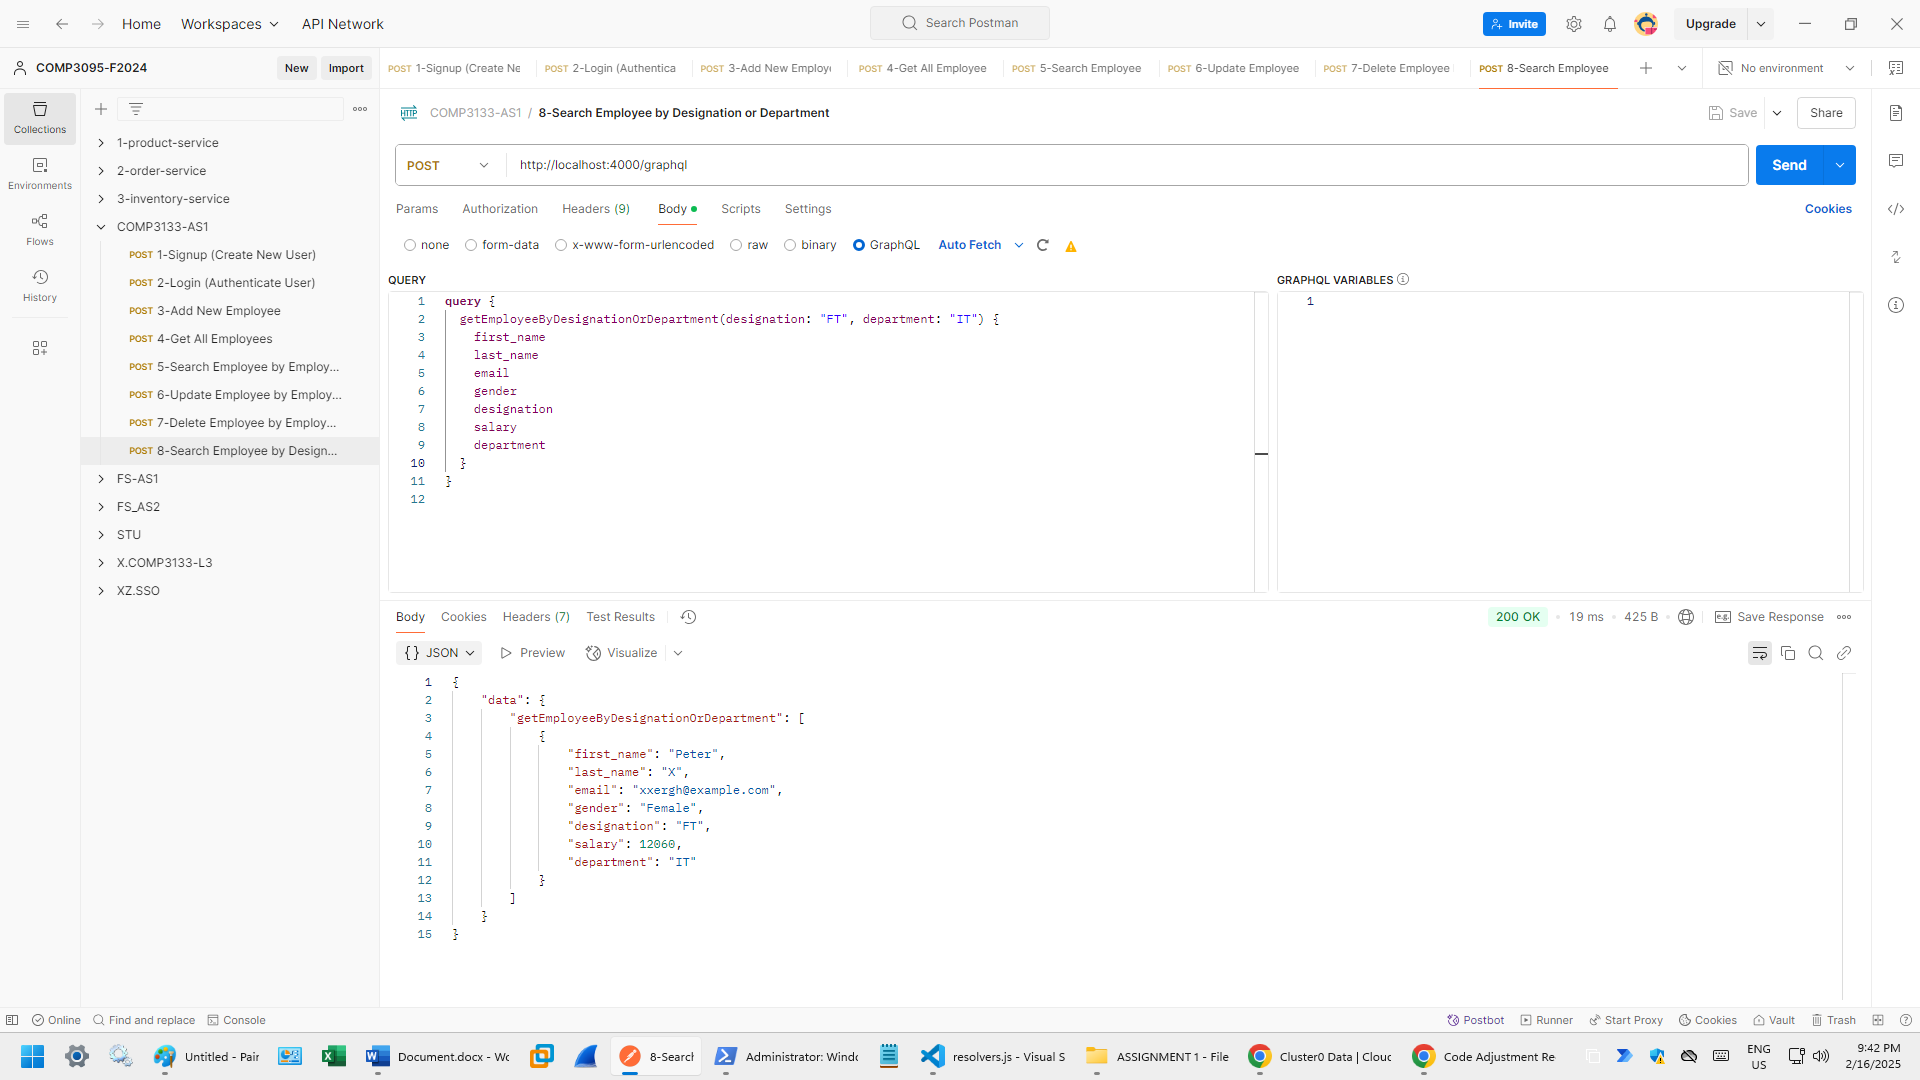 Home
Workspaces
API Network
Search Postman
Invite
Upgrade
COMP3095-F2024
New
Import
POST 1-Signup (Create Ne
POST 2-Login (Authentica
POST 3-Add New Employe
POST 4-Get All Employee
POST 5-Search Employee
POST 6-Update Employee
POST 7-Delete Employee
POST 8-Search Employee
No environment
Collections
Environments
Flows
History
1-product-service
2-order-service
3-inventory-service
COMP3133-AS1
POST 1-Signup (Create New User)
POST 2-Login (Authenticate User)
POST 3-Add New Employee
POST 4-Get All Employees
POST 5-Search Employee by Employ...
POST 6-Update Employee by Employ...
POST 7-Delete Employee by Employ...
POST 8-Search Employee by Design...
FS-AS1
FS_AS2
STU
X.COMP3133-L3
XZ.SSO
HTTP COMP3133-AS1 / 8-Search Employee by Designation or Department
Save
Share
POST
http://localhost:4000/graphql
Send
Params
Authorization
Headers (9)
Body
Scripts
Settings
Cookies
none
form-data
x-www-form-urlencoded
raw
binary
GraphQL
Auto Fetch
QUERY
1 query {
2 getEmployeeByDesignationOrDepartment(designation: "FT", department: "IT") {
3 first_name
4 last_name
5 email
6 gender
7 designation
8 salary
9 department
10 }
11 }
12
GRAPHQL VARIABLES
1
Body
Cookies
Headers (7)
Test Results
200 OK
19 ms
425 B
e.g. Save Response
{} JSON
Preview
Visualize
1 {
2 "data": {
3 "getEmployeeByDesignationOrDepartment": [
4 {
5 "first_name": "Peter",
6 "last_name": "X",
7 "email": "xxergh@example.com",
8 "gender": "Female",
9 "designation": "FT",
10 "salary": 12060,
11 "department": "IT"
12 }
13 ]
14 }
15 }
Online
Find and replace
Console
Postbot
Runner
Start Proxy
Cookies
Vault
Trash
Untitled - Pain
Document.docx - Wo
8-Search
Administrator: Windo
resolvers.js - Visual S
ASSIGNMENT 1 - File
Cluster0 Data | Clouc
Code Adjustment Re
ENG
US
9:42 PM
2/16/2025